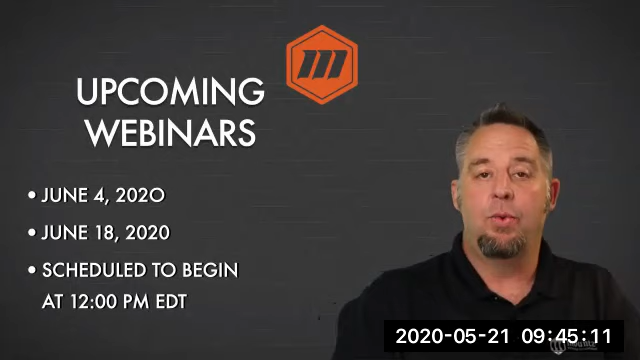 UPCOMING
WEBINARS
• JUNE 4, 2020
• JUNE 18, 2020
• SCHEDULED TO BEGIN
AT 12:00 PM EDT
2020-05-21 09:45:11